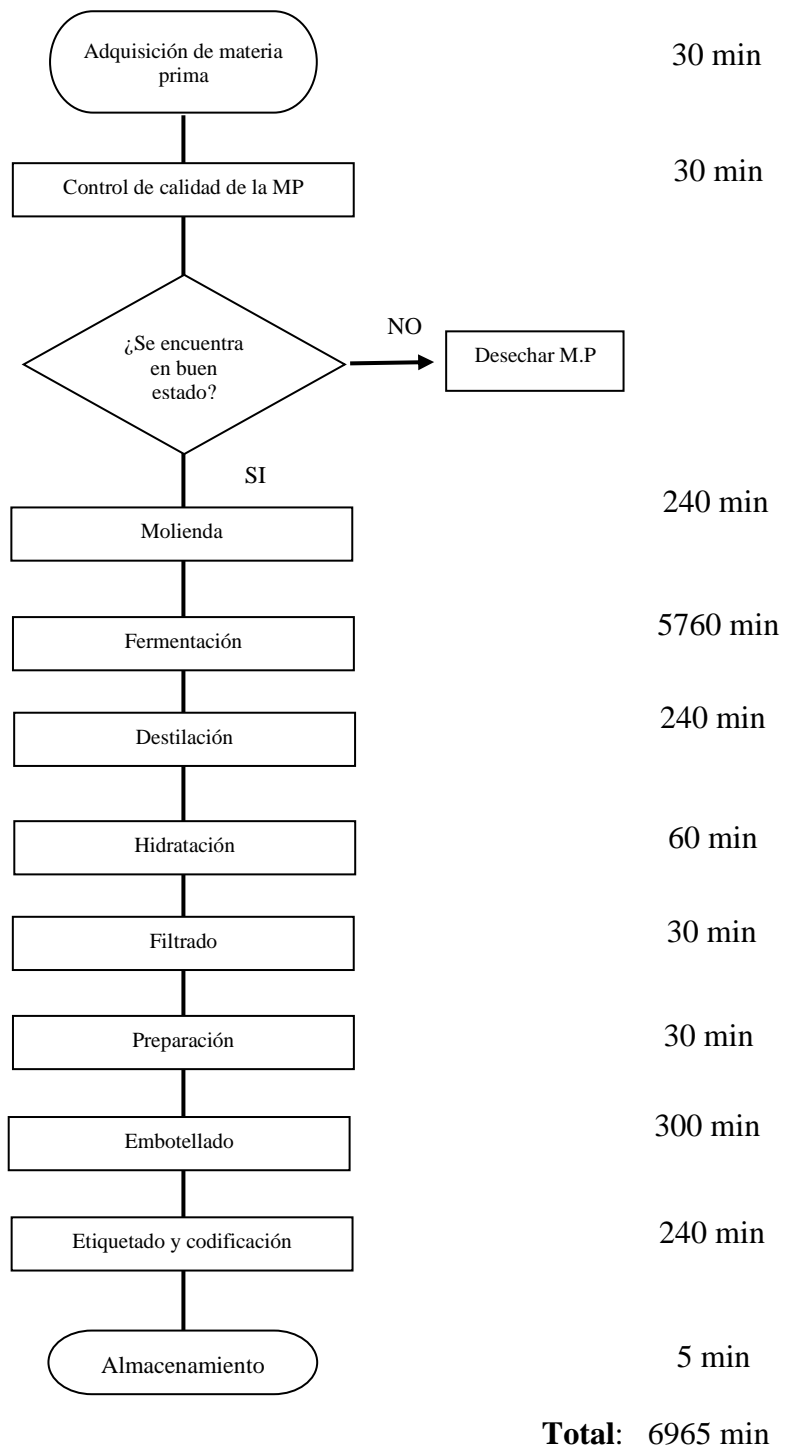 Adquisición de materia
prima
30 min
Control de calidad de la MP
30 min
¿Se encuentra
en buen
estado?
NO
Desechar M.P
SI
Molienda
240 min
Fermentación
5760 min
Destilación
240 min
Hidratación
60 min
Filtrado
30 min
Preparación
30 min
Embotellado
300 min
Etiquetado y codificación
240 min
Almacenamiento
5 min
Total: 6965 min